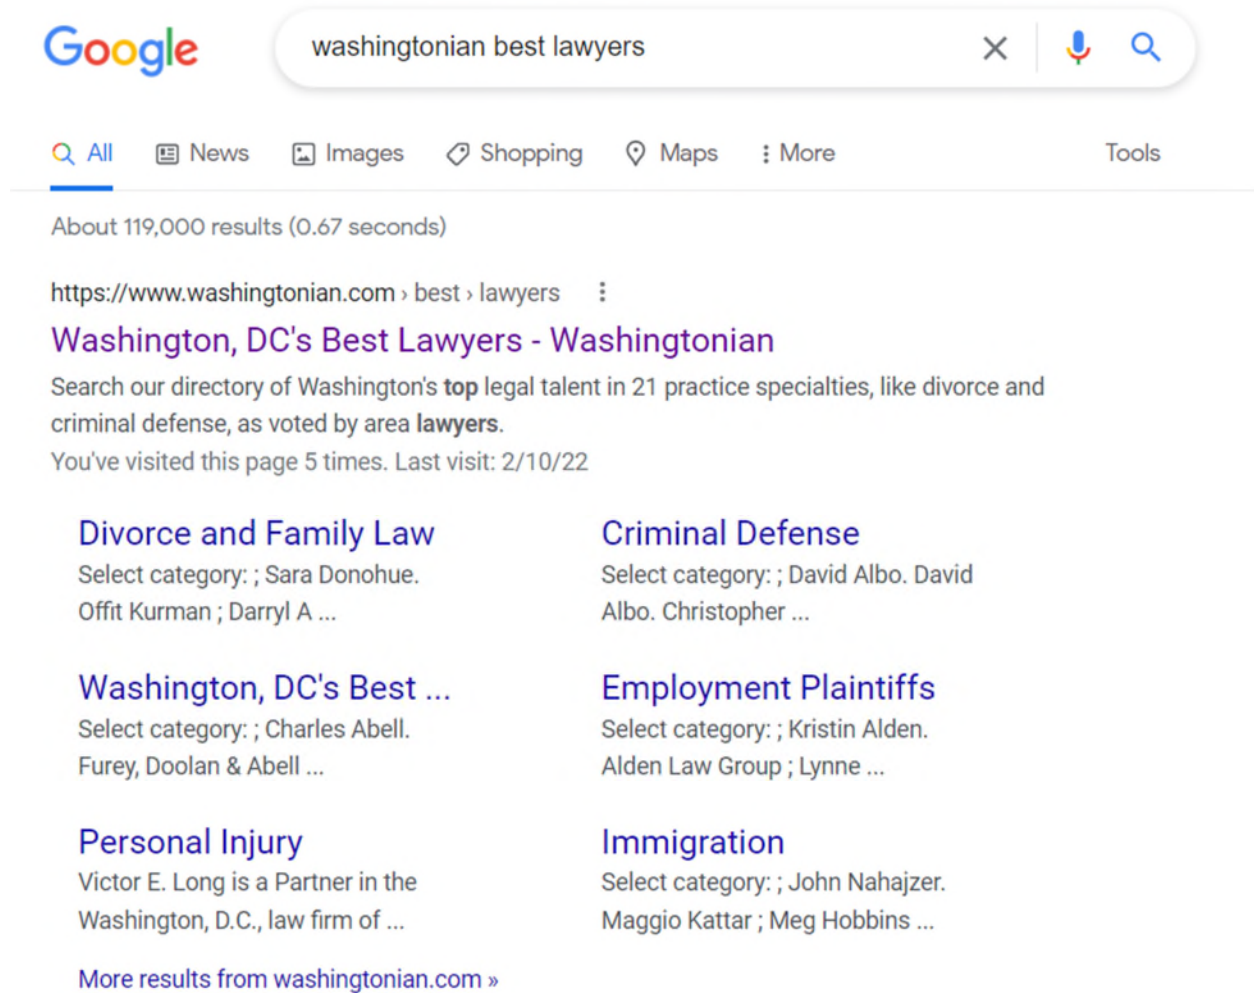 Google
washingtonian best lawyers
All News Images Shopping Maps More Tools
About 119,000 results (0.67 seconds)
https://www.washingtonian.com › best › lawyers
Washington, DC's Best Lawyers - Washingtonian
Search our directory of Washington's top legal talent in 21 practice specialties, like divorce and
criminal defense, as voted by area lawyers.
You've visited this page 5 times. Last visit: 2/10/22
Divorce and Family Law
Select category: ; Sara Donohue.
Offit Kurman ; Darryl A ...
Criminal Defense
Select category: ; David Albo. David
Albo. Christopher ...
Washington, DC's Best ...
Select category: ; Charles Abell.
Furey, Doolan & Abell ...
Employment Plaintiffs
Select category: ; Kristin Alden.
Alden Law Group ; Lynne ...
Personal Injury
Victor E. Long is a Partner in the
Washington, D.C., law firm of ...
Immigration
Select category: ; John Nahajzer.
Maggio Kattar ; Meg Hobbins ...
More results from washingtonian.com »